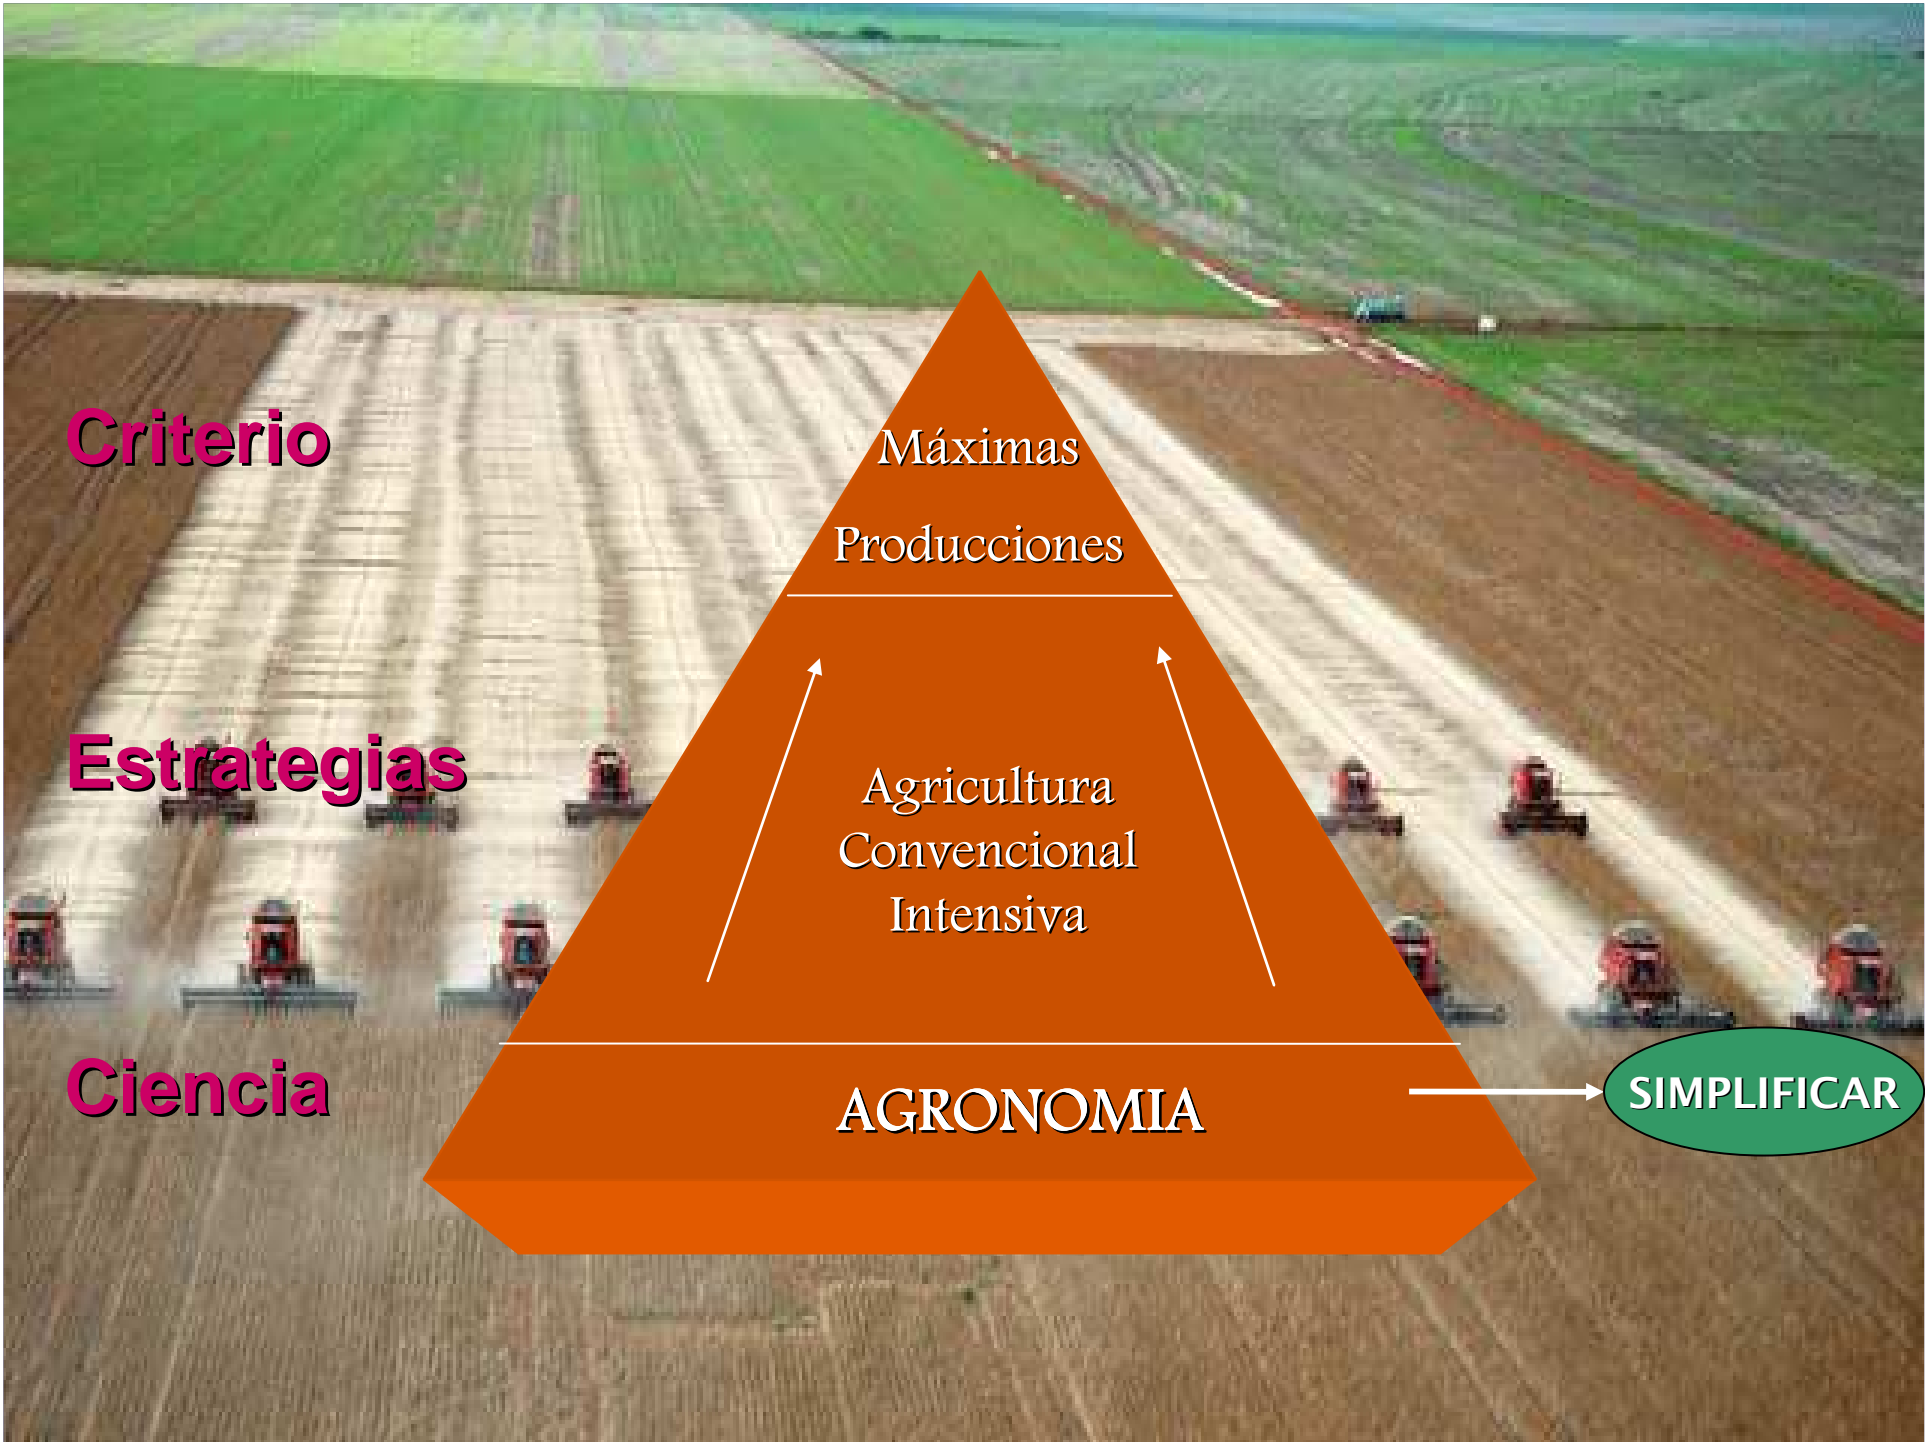 Criterio
Máximas
Producciones
Estrategias
Agricultura
Convencional
Intensiva
Ciencia
AGRONOMIA
SIMPLIFICAR